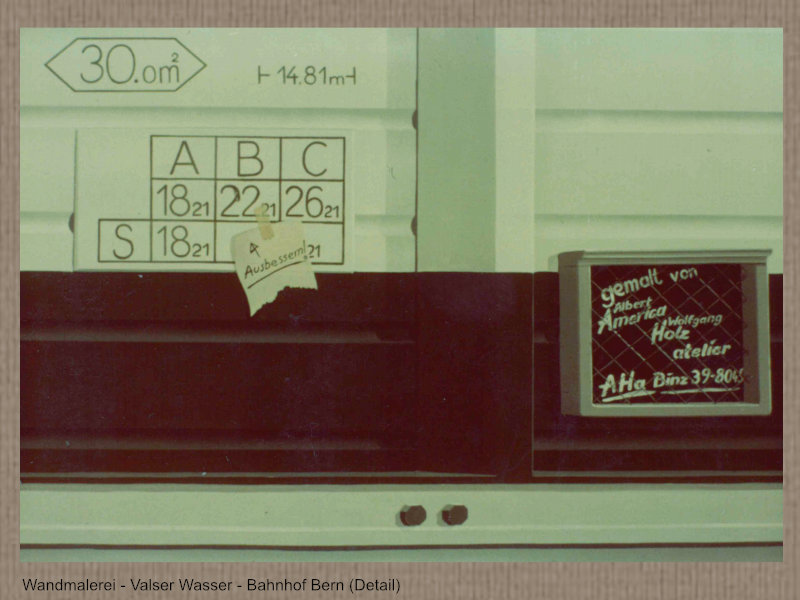 30.0m²
⊢14.81m⊣
A B C
18 21 22 21 26 21
S 18 21 21
Ausbessern!
gemalt von
Albert
America
Wolfgang
Holz
atelier
AHa Binz 39-8045
Wandmalerei - Valser Wasser - Bahnhof Bern (Detail)